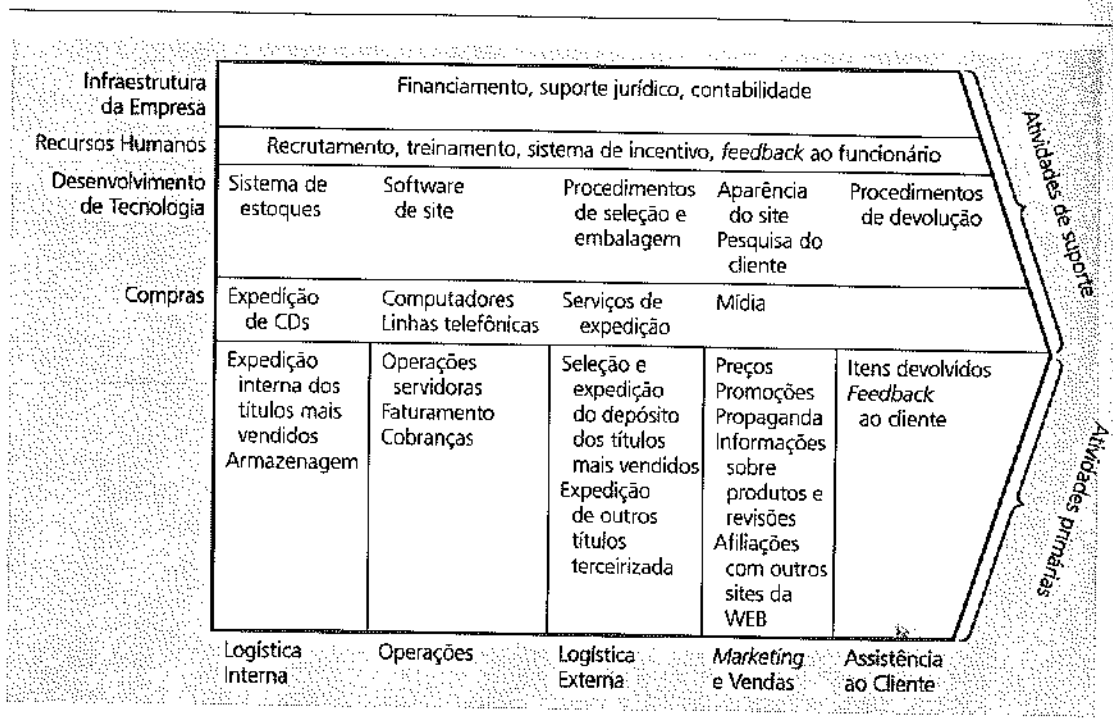 Infraestrutura
da Empresa
Financiamento, suporte jurídico, contabilidade
Recursos Humanos
Recrutamento, treinamento, sistema de incentivo, feedback ao funcionário
Desenvolvimento
de Tecnologia
Sistema de
estoques
Software
de site
Procedimentos
de seleção e
embalagem
Aparência
do site
Pesquisa do
cliente
Procedimentos
de devolução
Compras
Expedição
de CDs
Computadores
Linhas telefônicas
Serviços de
expedição
Mídia
Expedição
interna dos
títulos mais
vendidos
Armazenagem
Operações
servidoras
Faturamento
Cobranças
Seleção e
expedição
do depósito
dos títulos
mais vendidos
Expedição
de outros
títulos
terceirizada
Preços
Promoções
Propaganda
Informações
sobre
produtos e
revisões
Afiliações
com outros
sites da
WEB
Itens devolvidos
Feedback
ao cliente
Logística
Interna
Operações
Logística
Externa
Marketing
e Vendas
Assistência
ao Cliente
Atividades de suporte
Atividades primárias